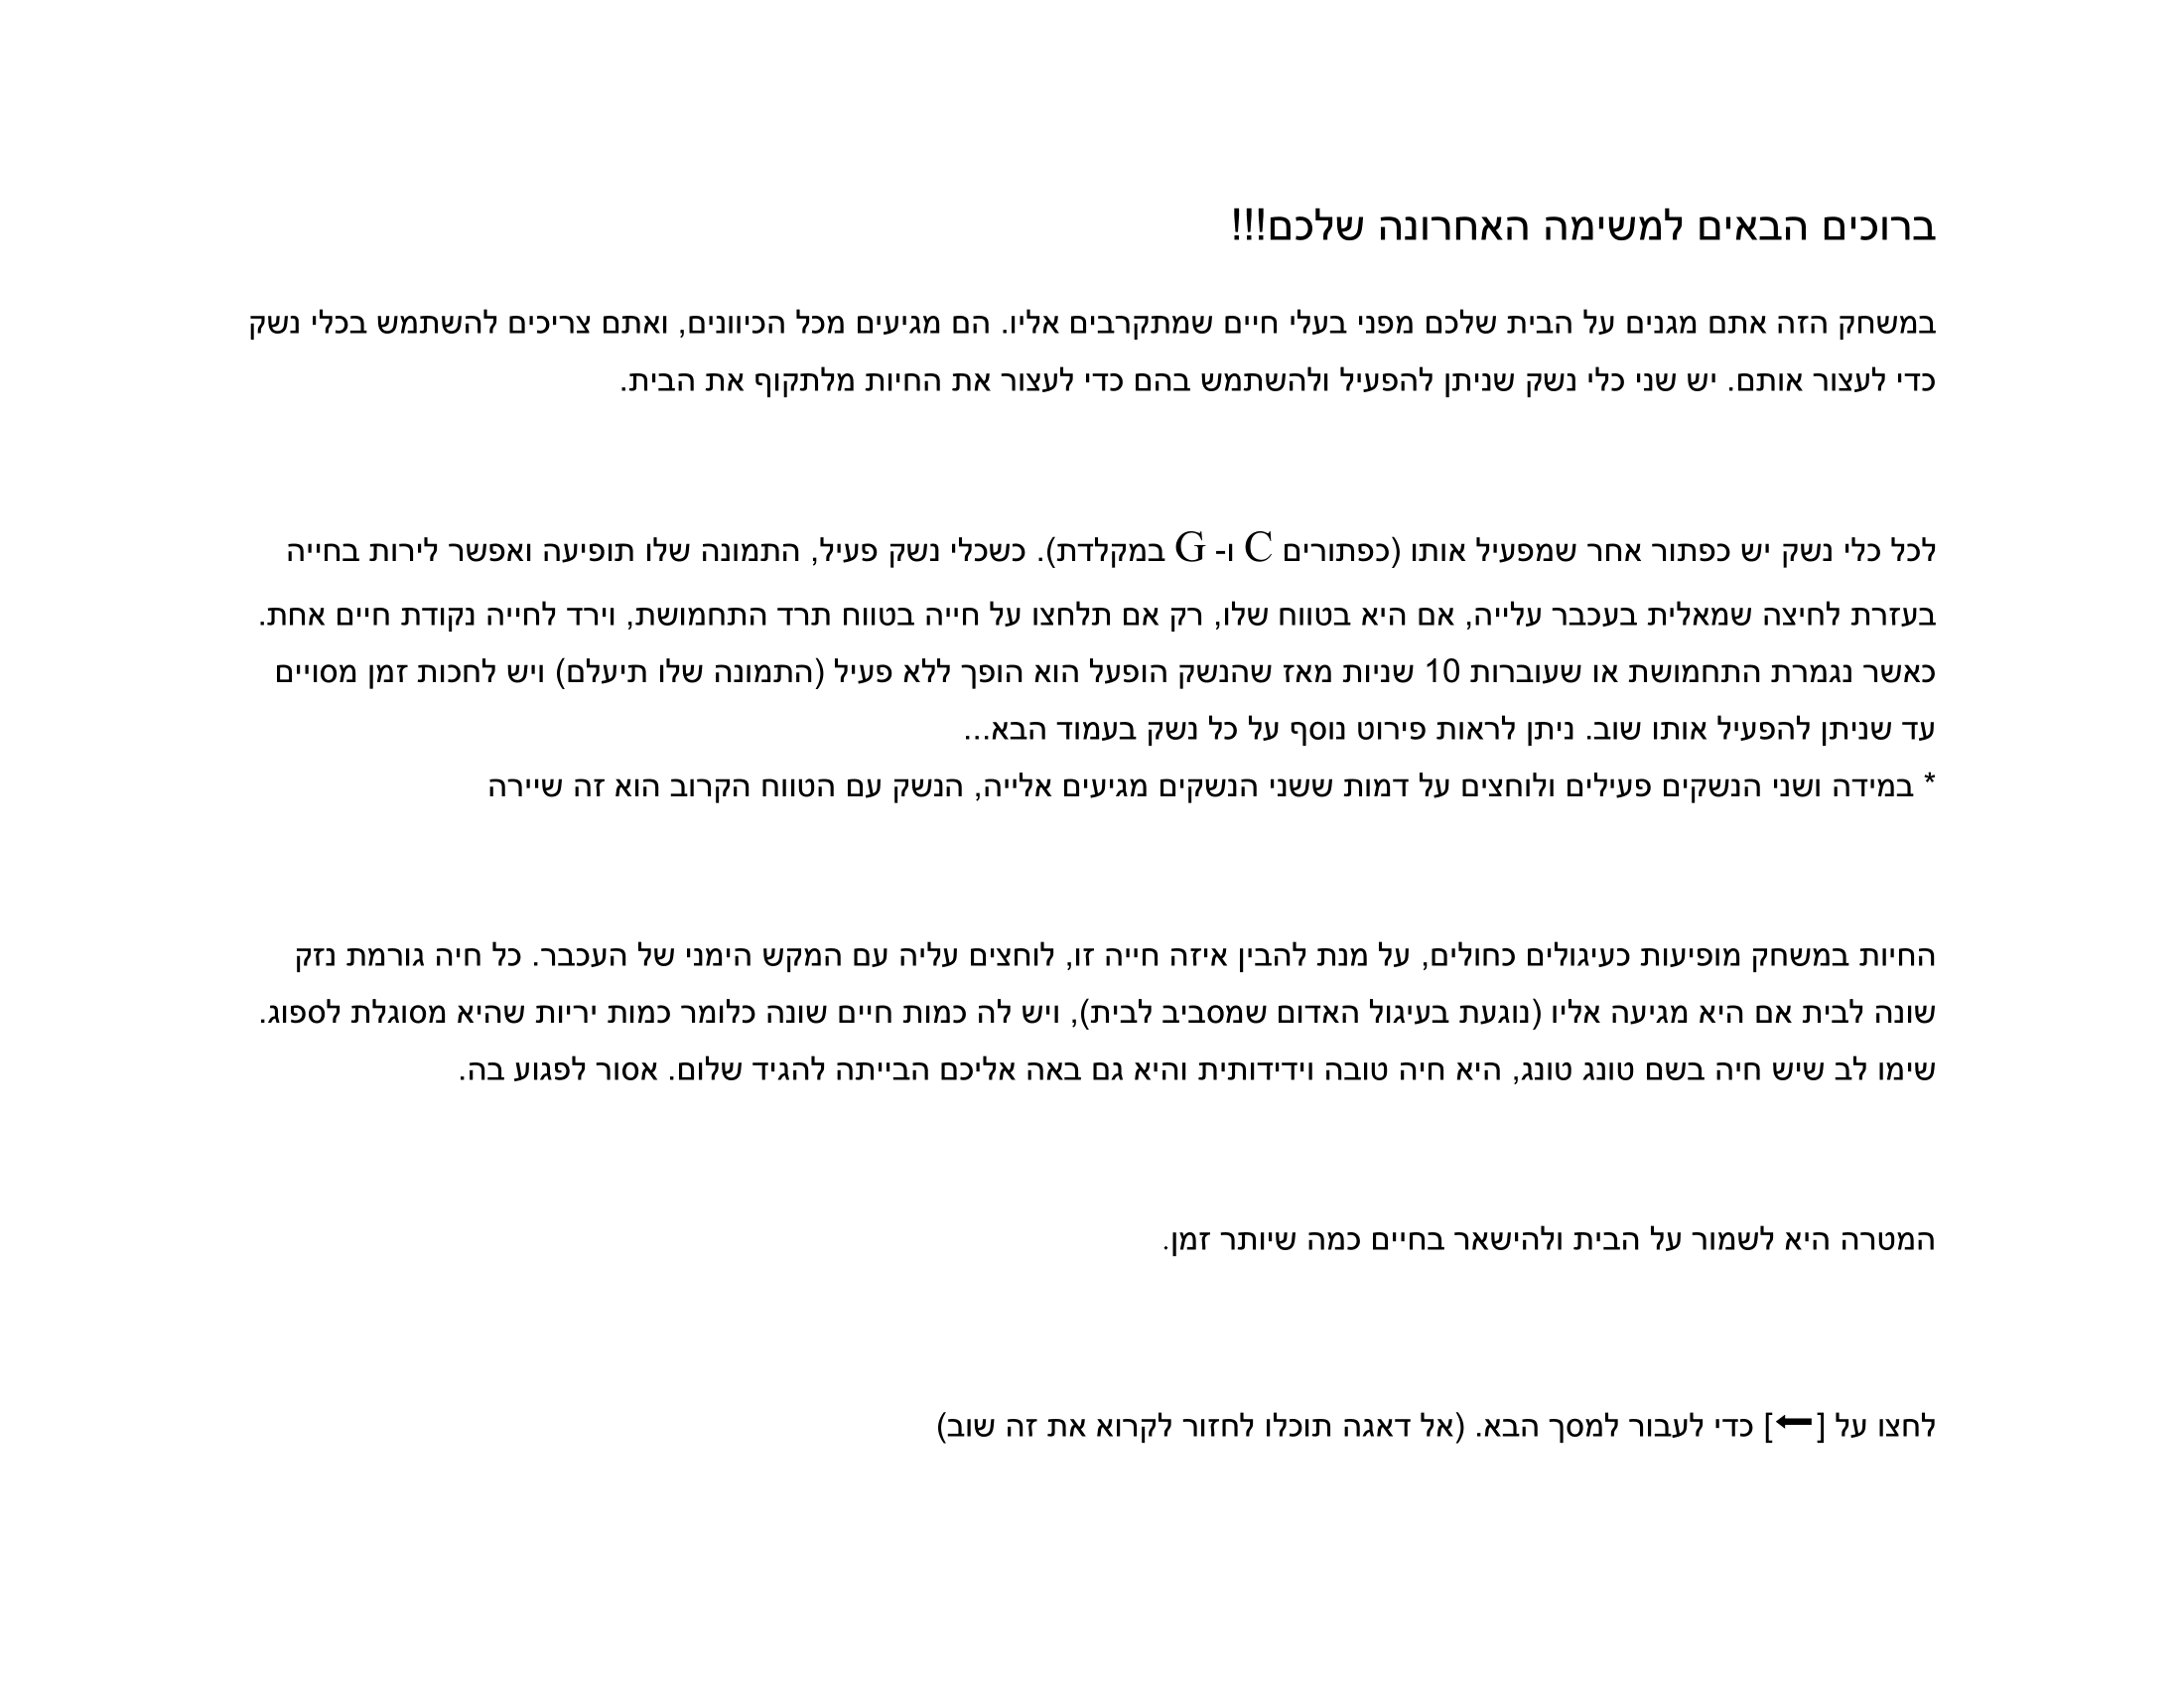 ברוכים הבאים למשימה האחרונה שלכם!!!
במשחק הזה אתם מגנים על הבית שלכם מפני בעלי חיים שמתקרבים אליו. הם מגיעים מכל הכיוונים, ואתם צריכים להשתמש בכלי נשק
כדי לעצור אותם. יש שני כלי נשק שניתן להפעיל ולהשתמש בהם כדי לעצור את החיות מלתקוף את הבית.
לכל כלי נשק יש כפתור אחר שמפעיל אותו (כפתורים C ו- G במקלדת). כשכלי נשק פעיל, התמונה שלו תופיעה ואפשר לירות בחייה
בעזרת לחיצה שמאלית בעכבר עלייה, אם היא בטווח שלו, רק אם תלחצו על חייה בטווח תרד התחמושת, וירד לחייה נקודת חיים אחת.
כאשר נגמרת התחמושת או שעוברות 10 שניות מאז שהנשק הופעל הוא הופך ללא פעיל (התמונה שלו תיעלם) ויש לחכות זמן מסויים
עד שניתן להפעיל אותו שוב. ניתן לראות פירוט נוסף על כל נשק בעמוד הבא...
* במידה ושני הנשקים פעילים ולוחצים על דמות ששני הנשקים מגיעים אלייה, הנשק עם הטווח הקרוב הוא זה שיירה
החיות במשחק מופיעות כעיגולים כחולים, על מנת להבין איזה חייה זו, לוחצים עליה עם המקש הימני של העכבר. כל חיה גורמת נזק
שונה לבית אם היא מגיעה אליו (נוגעת בעיגול האדום שמסביב לבית), ויש לה כמות חיים שונה כלומר כמות יריות שהיא מסוגלת לספוג.
שימו לב שיש חיה בשם טונג טונג, היא חיה טובה וידידותית והיא גם באה אליכם הבייתה להגיד שלום. אסור לפגוע בה.
המטרה היא לשמור על הבית ולהישאר בחיים כמה שיותר זמן.
לחצו על [⬅] כדי לעבור למסך הבא. (אל דאגה תוכלו לחזור לקרוא את זה שוב)